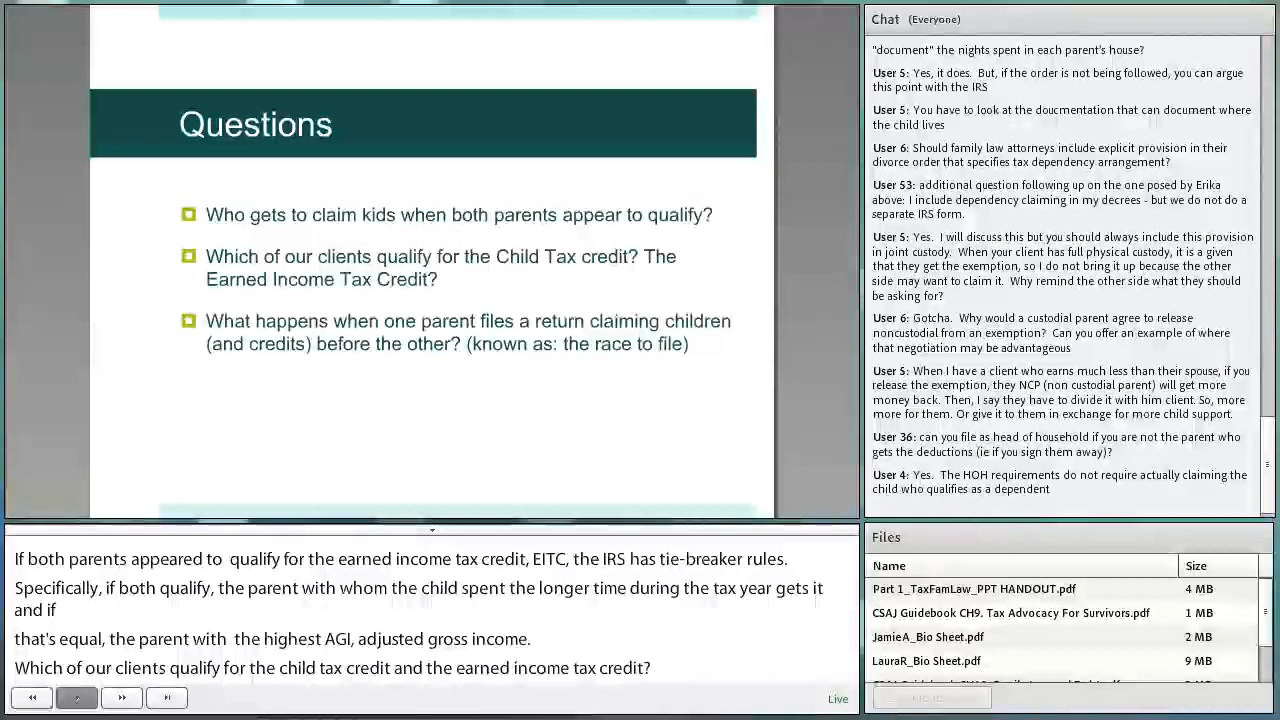 Questions
Who gets to claim kids when both parents appear to qualify?
Which of our clients qualify for the Child Tax credit? The
Earned Income Tax Credit?
What happens when one parent files a return claiming children
(and credits) before the other? (known as: the race to file)
If both parents appeared to  qualify for the earned income tax credit, EITC, the IRS has tie-breaker rules.
Specifically, if both qualify, the parent with whom the child spent the longer time during the tax year gets it
and if
that's equal, the parent with  the highest AGI, adjusted gross income.
Which of our clients qualify for the child tax credit and the earned income tax credit?
Live
Chat (Everyone)
"document" the nights spent in each parent's house?
User 5: Yes, it does.  But, if the order is not being followed, you can argue
this point with the IRS
User 5: You have to look at the doucmentation that can document where
the child lives
User 6: Should family law attorneys include explicit provision in their
divorce order that specifies tax dependency arrangement?
User 53: additional question following up on the one posed by Erika
above: I include dependency claiming in my decrees - but we do not do a
separate IRS form.
User 5: Yes.  I will discuss this but you should always include this provision
in joint custody.  When your client has full physical custody, it is a given
that they get the exemption, so I do not bring it up because the other
side may want to claim it.  Why remind the other side what they should
be asking for?
User 6: Gotcha.  Why would a custodial parent agree to release
noncustodial from an exemption?  Can you offer an example of where
that negotiation may be advantageous
User 5: When I have a client who earns much less than their spouse, if you
release the exemption, they NCP (non custodial parent) will get more
money back. Then, I say they have to divide it with him client. So, more
more for them. Or give it to them in exchange for more child support.
User 36: can you file as head of household if you are not the parent who
gets the deductions (ie if you sign them away)?
User 4: Yes.  The HOH requirements do not require actually claiming the
child who qualifies as a dependent
Files
Name Size
Part 1_TaxFamLaw_PPT HANDOUT.pdf 4 MB
CSAJ Guidebook CH9. Tax Advocacy For Survivors.pdf 1 MB
JamieA_Bio Sheet.pdf 2 MB
LauraR_Bio Sheet.pdf 9 MB